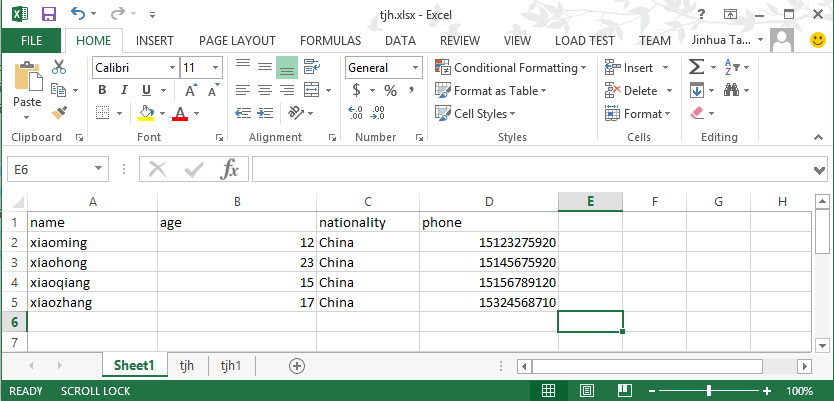 tjh.xlsx - Excel
FILE HOME INSERT PAGE LAYOUT FORMULAS DATA REVIEW VIEW LOAD TEST TEAM Jinhua Ta...
Paste
Calibri 11
B I U A A
A
General
$ % ,
.00
.00
Conditional Formatting
Format as Table
Cell Styles
Insert
Delete
Format
Clipboard Font Alignment Number Styles Cells Editing
E6 fx
A B C D E F G H
1 name age nationality phone
2 xiaoming 12 China 15123275920
3 xiaohong 23 China 15145675920
4 xiaoqiang 15 China 15156789120
5 xiaozhang 17 China 15324568710
6
7
Sheet1 tjh tjh1
READY SCROLL LOCK 100%